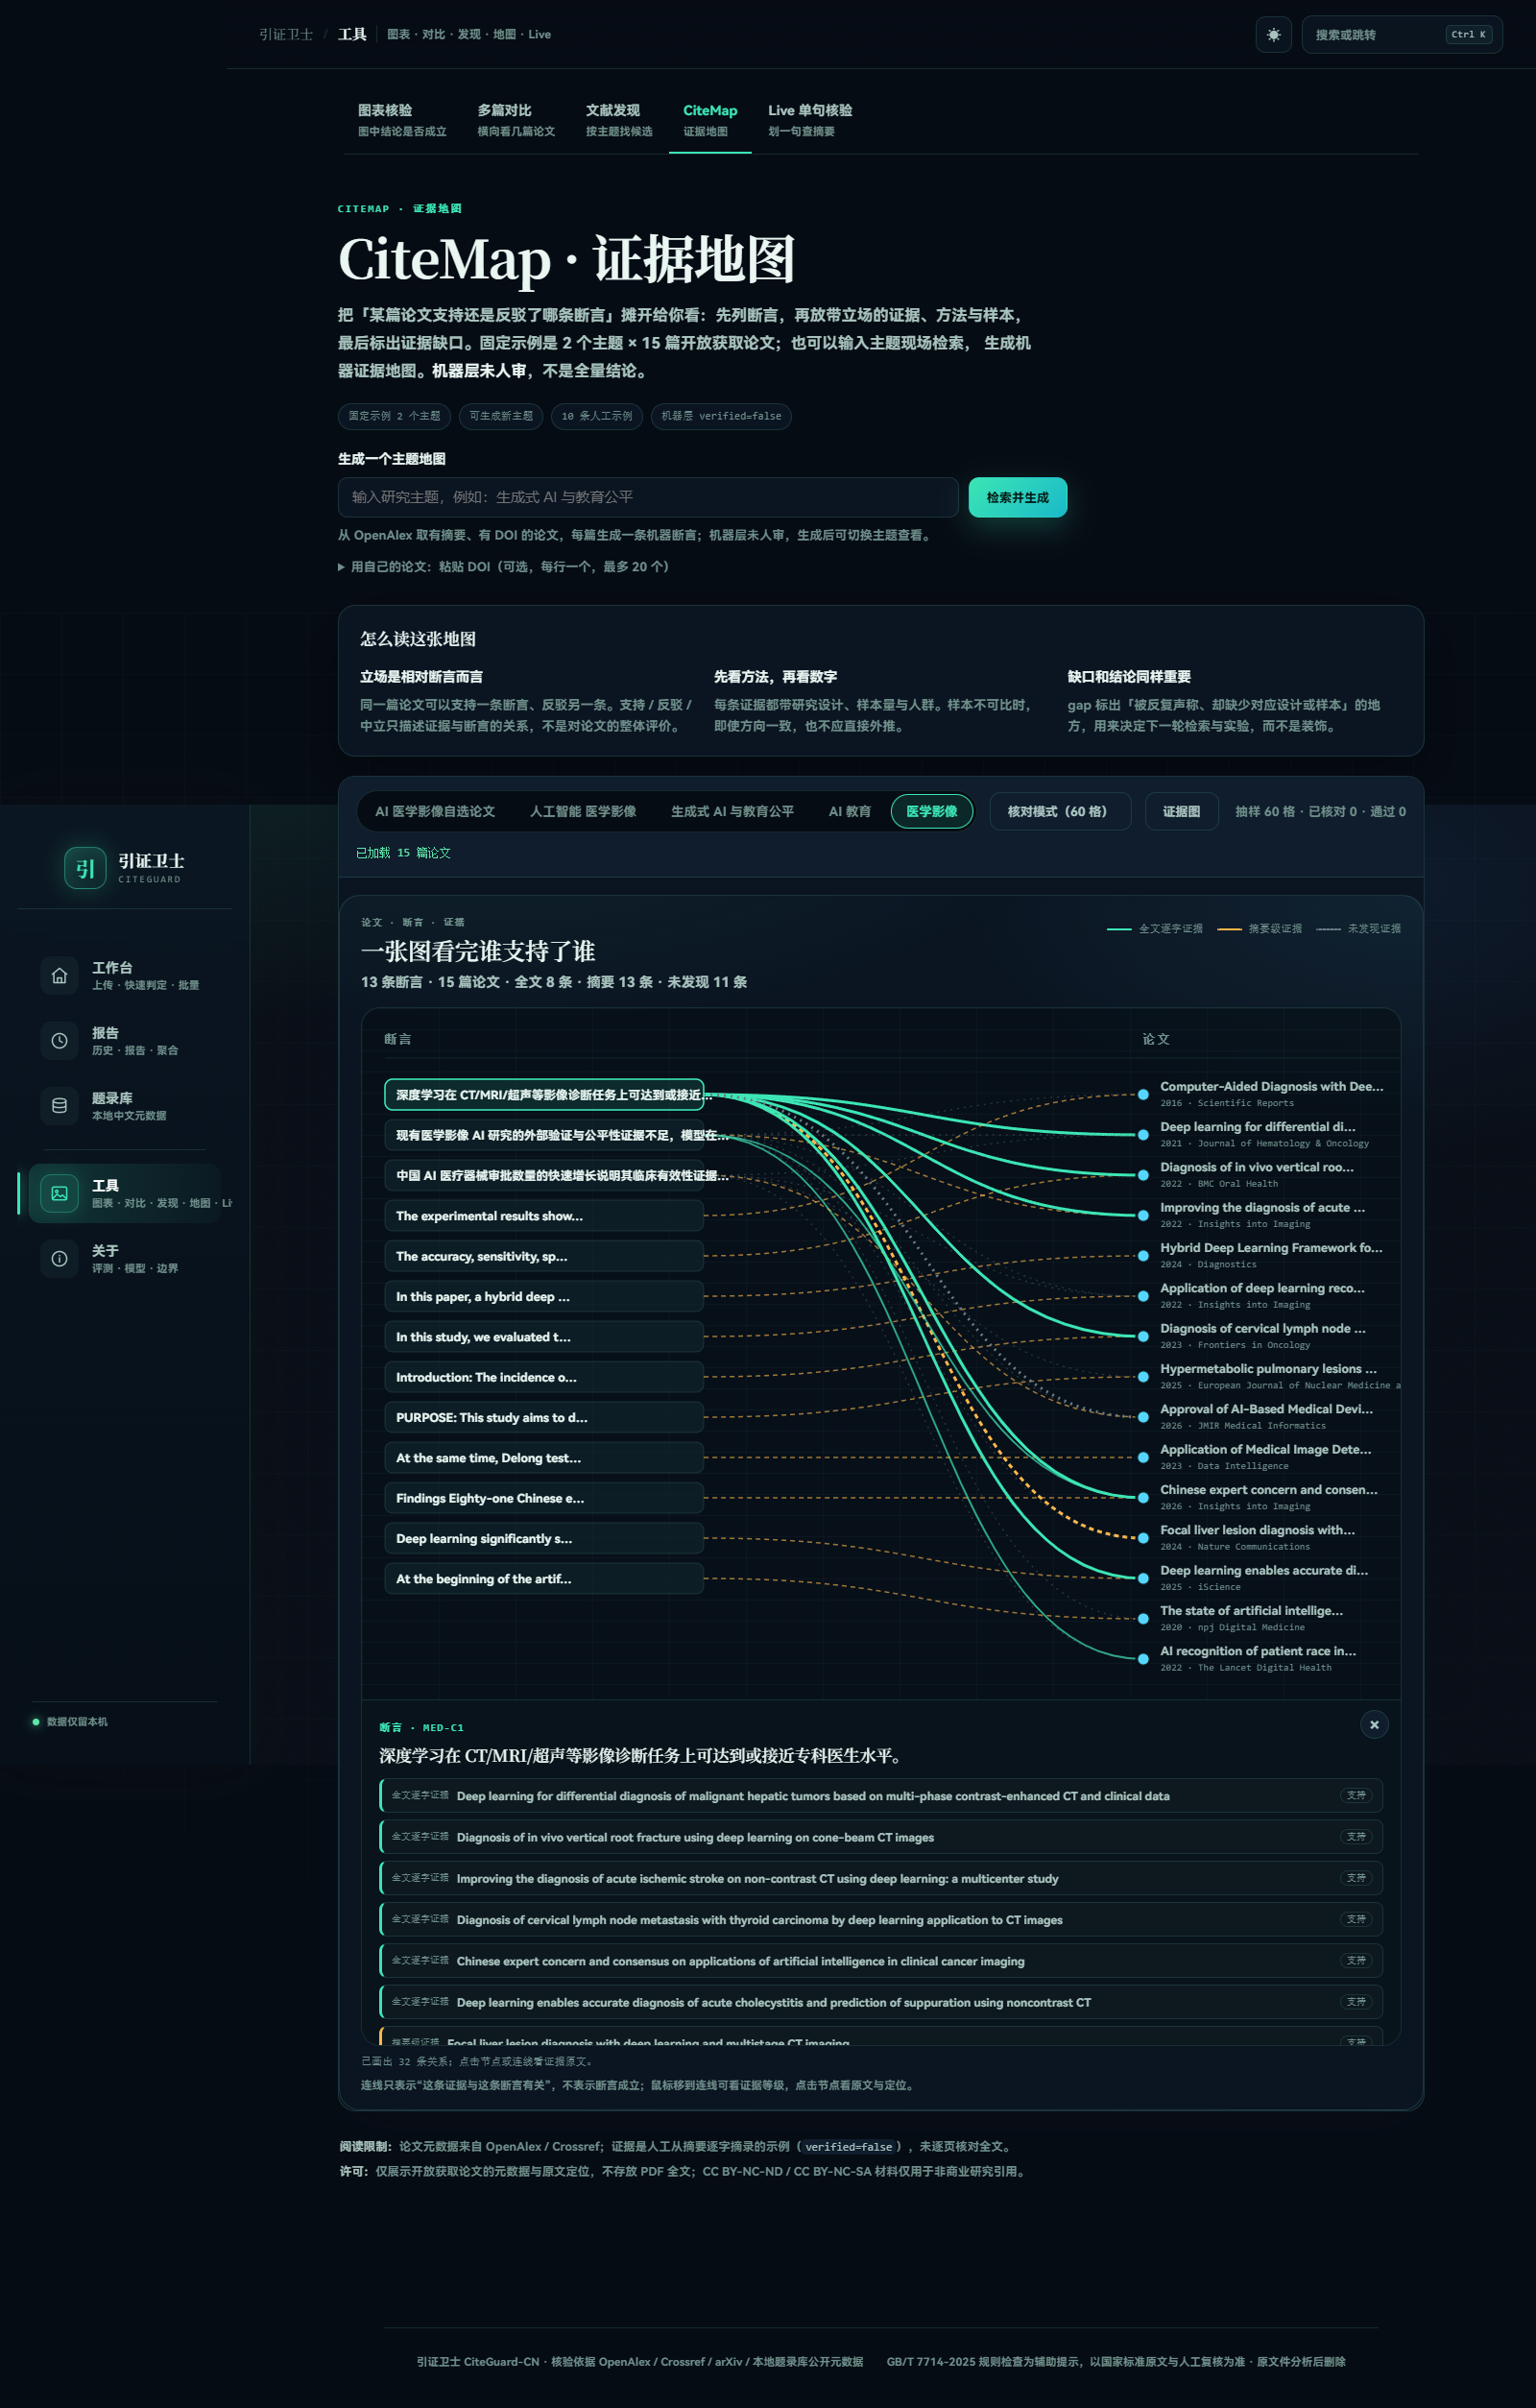 引证卫士 / 工具 图表 · 对比 · 发现 · 地图 · Live
搜索或跳转 Ctrl K
图表核验 多篇对比 文献发现 CiteMap Live 单句核验
图中结论是否成立 横向看几篇论文 按主题找候选 证据地图 划一句查摘要
CITEMAP · 证据地图
CiteMap · 证据地图
把「某篇论文支持还是反驳了哪条断言」摊开给你看：先列断言，再放带立场的证据、方法与样本，
最后标出证据缺口。固定示例是 2 个主题 × 15 篇开放获取论文；也可以输入主题现场检索， 生成机
器证据地图。机器层未人审，不是全量结论。
固定示例 2 个主题 可生成新主题 10 条人工示例 机器层 verified=false
生成一个主题地图
输入研究主题，例如：生成式 AI 与教育公平
检索并生成
从 OpenAlex 取有摘要、有 DOI 的论文，每篇生成一条机器断言；机器层未人审，生成后可切换主题查看。
▶ 用自己的论文：粘贴 DOI（可选，每行一个，最多 20 个）
怎么读这张地图
立场是相对断言而言
同一篇论文可以支持一条断言、反驳另一条。支持 / 反驳 /
中立只描述证据与断言的关系，不是对论文的整体评价。
先看方法，再看数字
每条证据都带研究设计、样本量与人群。样本不可比时，
即使方向一致，也不应直接外推。
缺口和结论同样重要
gap 标出「被反复声称、却缺少对应设计或样本」的地
方，用来决定下一轮检索与实验，而不是装饰。
AI 医学影像自选论文 人工智能 医学影像 生成式 AI 与教育公平 AI 教育 医学影像 核对模式（60 格） 证据图 抽样 60 格 · 已核对 0 · 通过 0
已加载 15 篇论文
引 引证卫士
CITEGUARD
工作台
上传 · 快速判定 · 批量
报告
历史 · 报告 · 聚合
题录库
本地中文元数据
工具
图表 · 对比 · 发现 · 地图 · Li
关于
评测 · 模型 · 边界
数据仅留本机
论文 · 断言 · 证据
一张图看完谁支持了谁
13 条断言 · 15 篇论文 · 全文 8 条 · 摘要 13 条 · 未发现 11 条
全文逐字证据 摘要级证据 未发现证据
断言
深度学习在 CT/MRI/超声等影像诊断任务上可达到或接近…
现有医学影像 AI 研究的外部验证与公平性证据不足，模型在…
中国 AI 医疗器械审批数量的快速增长说明其临床有效性证据…
The experimental results show…
The accuracy, sensitivity, sp…
In this paper, a hybrid deep …
In this study, we evaluated t…
Introduction: The incidence o…
PURPOSE: This study aims to d…
At the same time, Delong test…
Findings Eighty-one Chinese e…
Deep learning significantly s…
At the beginning of the artif…
论文
Computer-Aided Diagnosis with Dee…
2016 · Scientific Reports
Deep learning for differential di…
2021 · Journal of Hematology & Oncology
Diagnosis of in vivo vertical roo…
2022 · BMC Oral Health
Improving the diagnosis of acute …
2022 · Insights into Imaging
Hybrid Deep Learning Framework fo…
2024 · Diagnostics
Application of deep learning reco…
2022 · Insights into Imaging
Diagnosis of cervical lymph node …
2023 · Frontiers in Oncology
Hypermetabolic pulmonary lesions …
2025 · European Journal of Nuclear Medicine a
Approval of AI-Based Medical Devi…
2026 · JMIR Medical Informatics
Application of Medical Image Dete…
2023 · Data Intelligence
Chinese expert concern and consen…
2026 · Insights into Imaging
Focal liver lesion diagnosis with…
2024 · Nature Communications
Deep learning enables accurate di…
2025 · iScience
The state of artificial intellige…
2020 · npj Digital Medicine
AI recognition of patient race in…
2022 · The Lancet Digital Health
断言 · MED-C1
深度学习在 CT/MRI/超声等影像诊断任务上可达到或接近专科医生水平。
全文逐字证据 Deep learning for differential diagnosis of malignant hepatic tumors based on multi-phase contrast-enhanced CT and clinical data 支持
全文逐字证据 Diagnosis of in vivo vertical root fracture using deep learning on cone-beam CT images 支持
全文逐字证据 Improving the diagnosis of acute ischemic stroke on non-contrast CT using deep learning: a multicenter study 支持
全文逐字证据 Diagnosis of cervical lymph node metastasis with thyroid carcinoma by deep learning application to CT images 支持
全文逐字证据 Chinese expert concern and consensus on applications of artificial intelligence in clinical cancer imaging 支持
全文逐字证据 Deep learning enables accurate diagnosis of acute cholecystitis and prediction of suppuration using noncontrast CT 支持
摘要级证据 Focal liver lesion diagnosis with deep learning and multistage CT imaging 支持
已画出 32 条关系；点击节点或连线看证据原文。
连线只表示“这条证据与这条断言有关”，不表示断言成立；鼠标移到连线可看证据等级，点击节点看原文与定位。
阅读限制：论文元数据来自 OpenAlex / Crossref；证据是人工从摘要逐字摘录的示例（verified=false），未逐页核对全文。
许可：仅展示开放获取论文的元数据与原文定位，不存放 PDF 全文；CC BY-NC-ND / CC BY-NC-SA 材料仅用于非商业研究引用。
引证卫士 CiteGuard-CN · 核验依据 OpenAlex / Crossref / arXiv / 本地题录库公开元数据 GB/T 7714-2025 规则检查为辅助提示，以国家标准原文与人工复核为准 · 原文件分析后删除